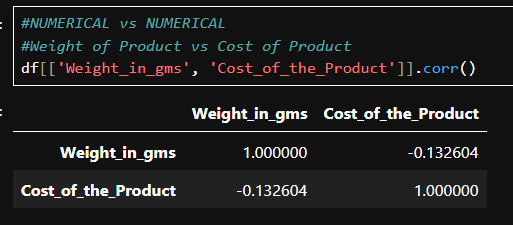 #NUMERICAL vs NUMERICAL
#Weight of Product vs Cost of Product
df[['Weight_in_gms', 'Cost_of_the_Product']].corr()
:
Weight_in_gms Cost_of_the_Product
Weight_in_gms 1.000000 -0.132604
Cost_of_the_Product -0.132604 1.000000